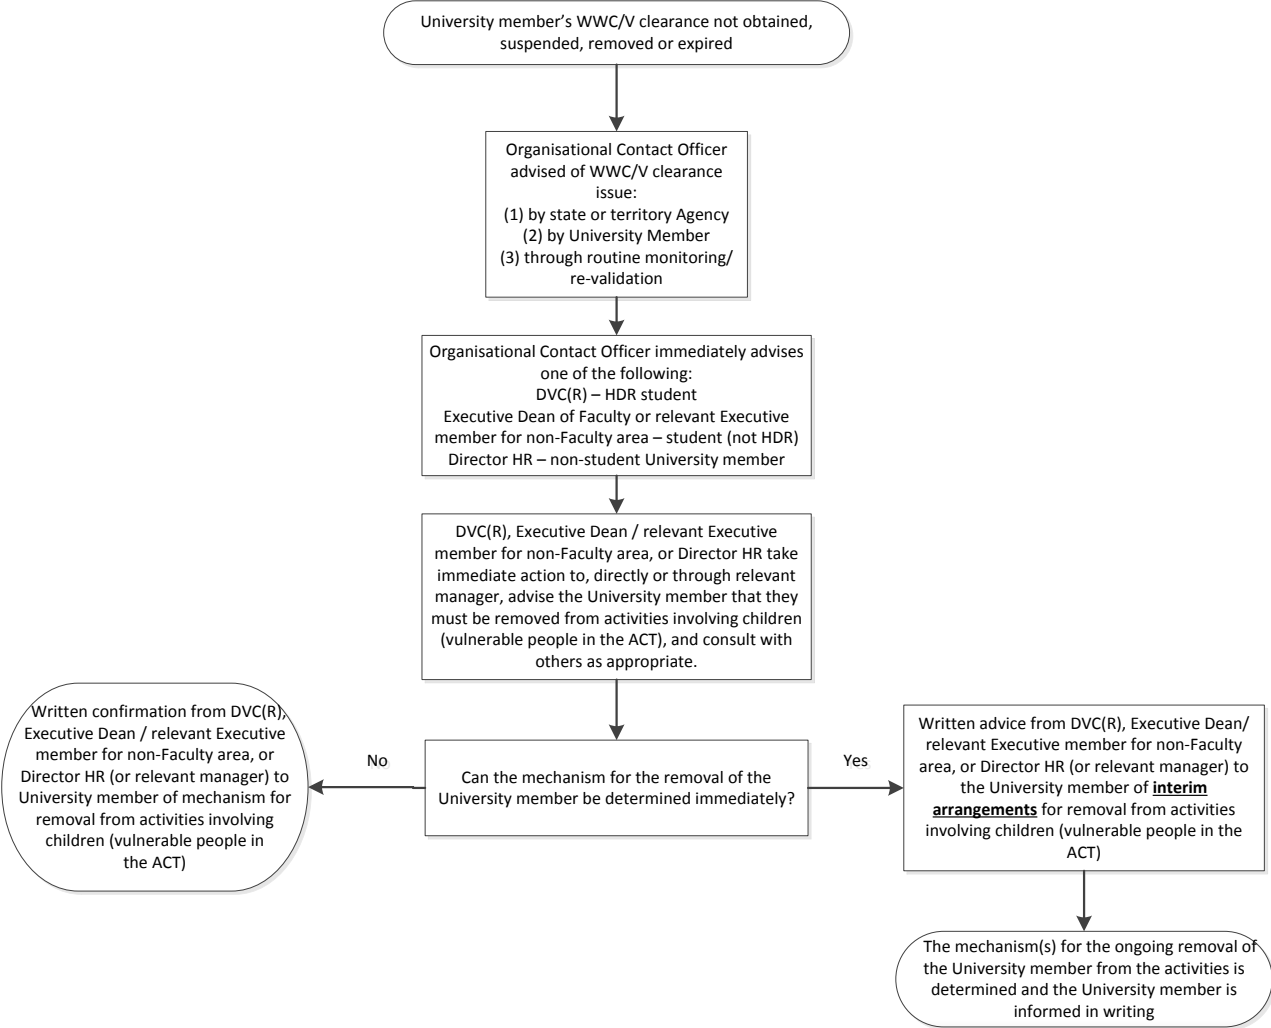 University member’s WWC/V clearance not obtained,
suspended, removed or expired
Organisational Contact Officer
advised of WWC/V clearance
issue:
(1) by state or territory Agency
(2) by University Member
(3) through routine monitoring/
re-validation
Organisational Contact Officer immediately advises
one of the following:
DVC(R) – HDR student
Executive Dean of Faculty or relevant Executive
member for non-Faculty area – student (not HDR)
Director HR – non-student University member
DVC(R), Executive Dean / relevant Executive
member for non-Faculty area, or Director HR take
immediate action to, directly or through relevant
manager, advise the University member that they
must be removed from activities involving children
(vulnerable people in the ACT), and consult with
others as appropriate.
Can the mechanism for the removal of the
University member be determined immediately?
No
Written confirmation from DVC(R),
Executive Dean / relevant Executive
member for non-Faculty area, or
Director HR (or relevant manager) to
University member of mechanism for
removal from activities involving
children (vulnerable people in
the ACT)
Yes
Written advice from DVC(R), Executive Dean/
relevant Executive member for non-Faculty
area, or Director HR (or relevant manager) to
the University member of interim
arrangements for removal from activities
involving children (vulnerable people in the
ACT)
The mechanism(s) for the ongoing removal of
the University member from the activities is
determined and the University member is
informed in writing